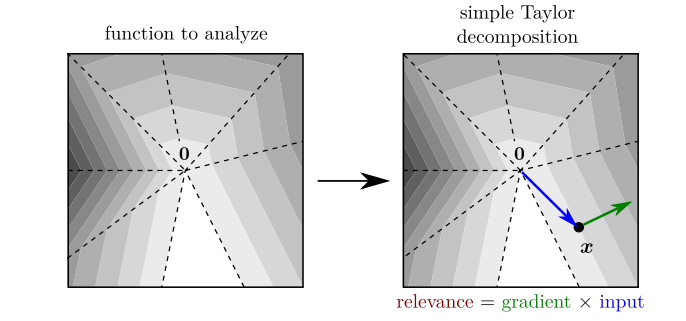 function to analyze
simple Taylor
decomposition
0
0
x
relevance = gradient × input